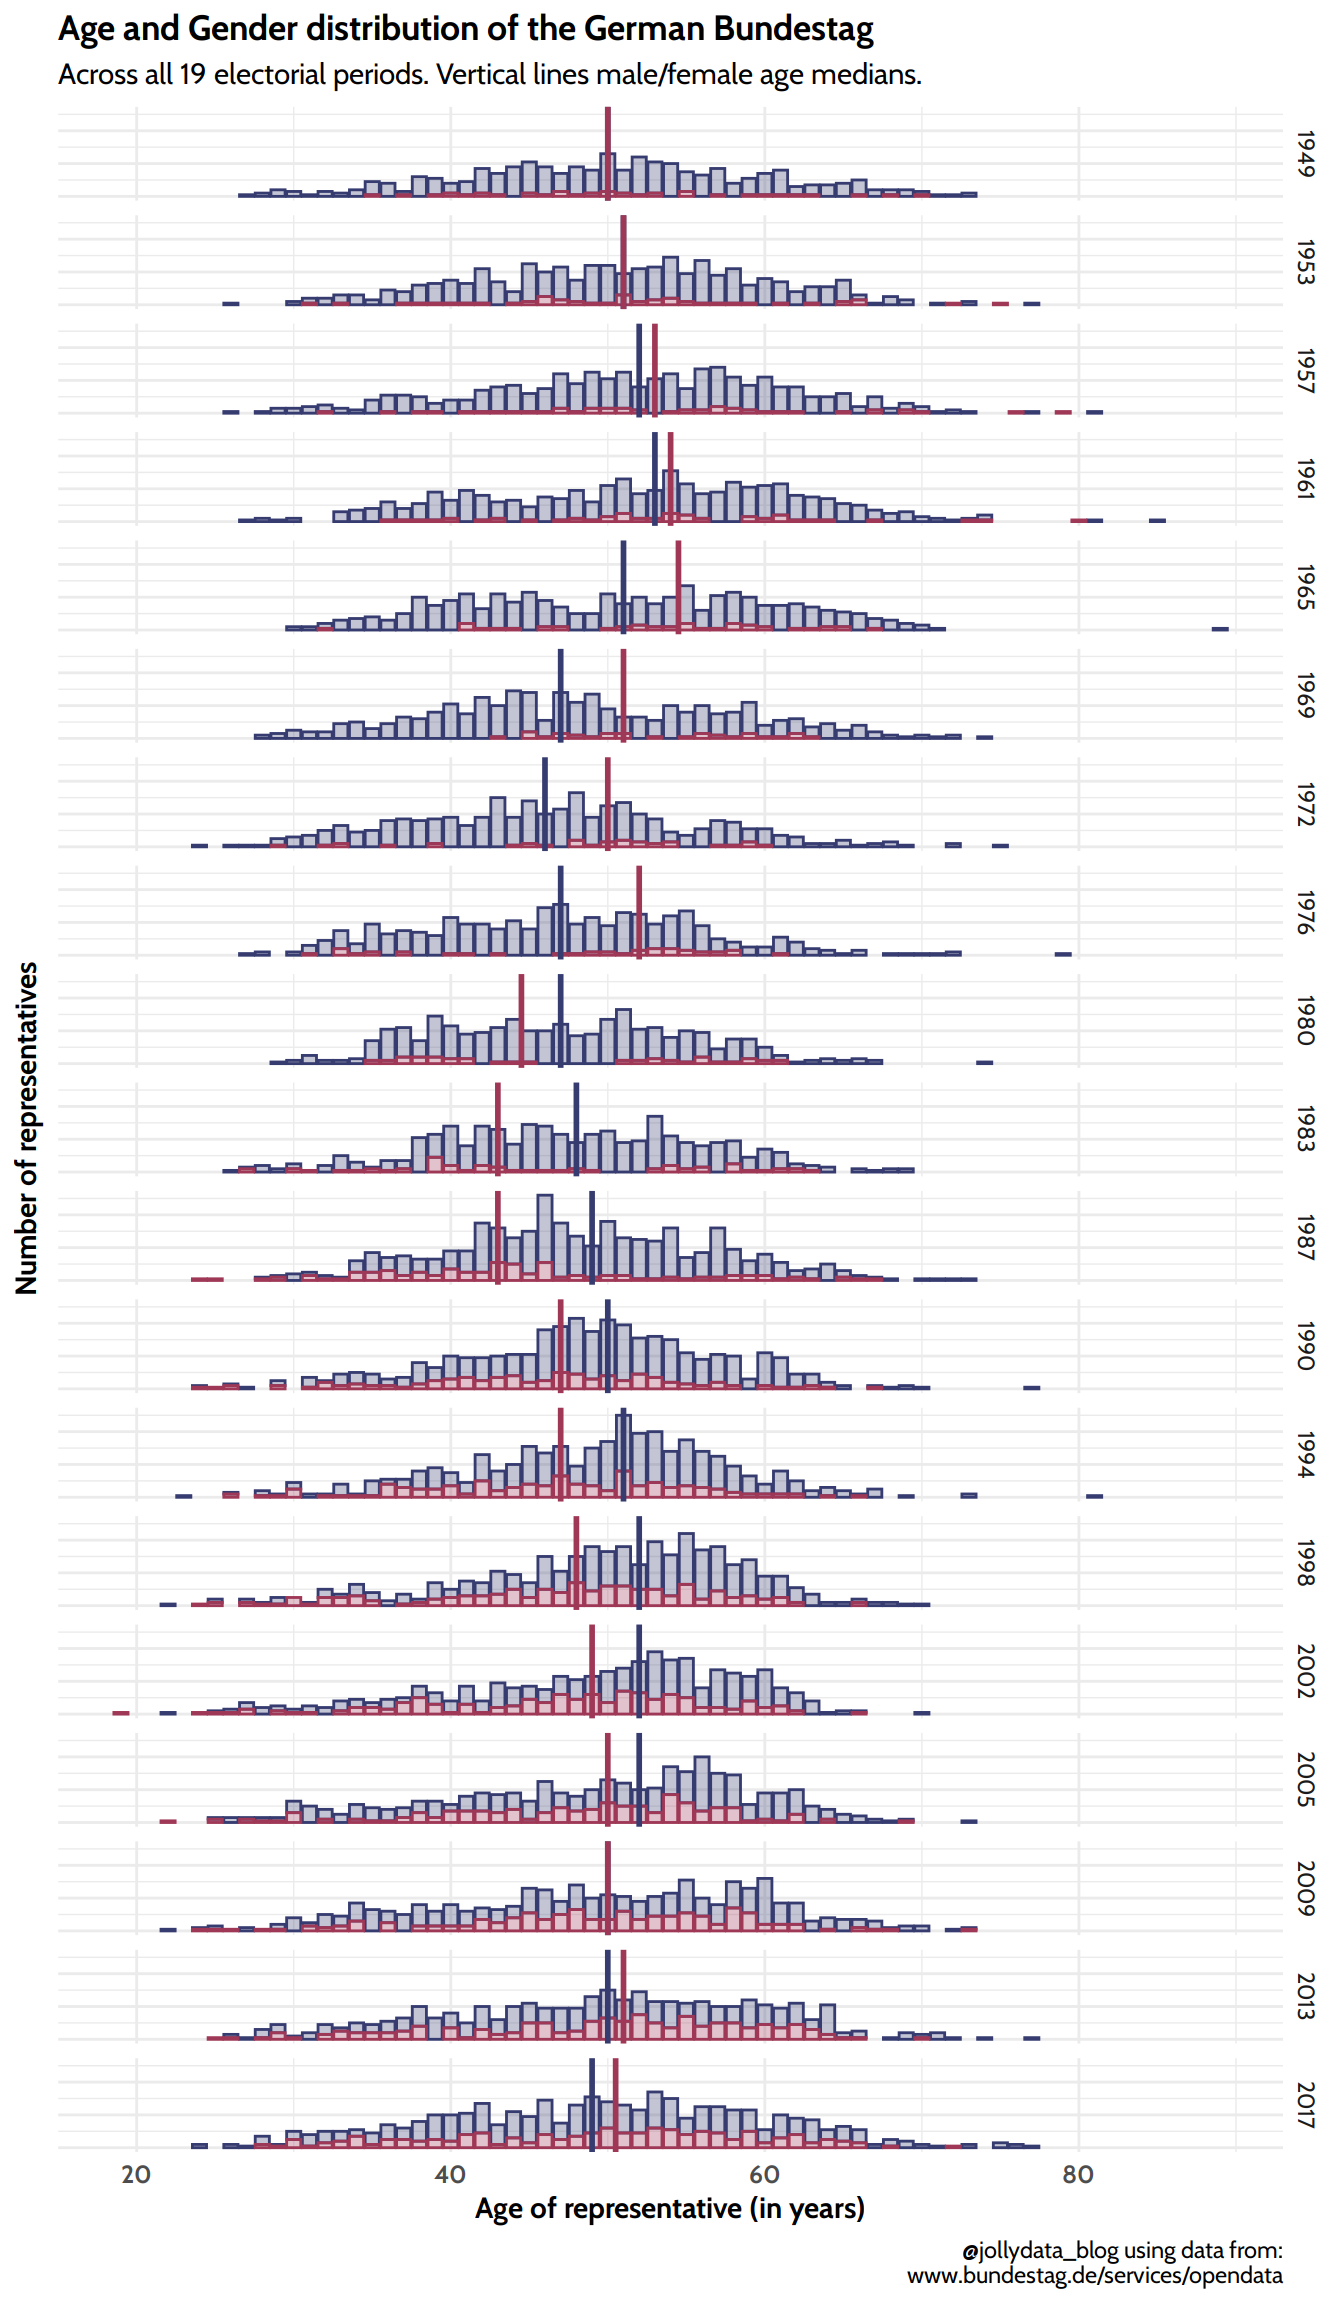 Age and Gender distribution of the German Bundestag
Across all 19 electorial periods. Vertical lines male/female age medians.
1949
1953
1957
1961
1965
1969
1972
1976
1980
1983
1987
1990
1994
1998
2002
2005
2009
2013
2017
Number of representatives
20 40 60 80
Age of representative (in years)
@jollydata_blog using data from:
www.bundestag.de/services/opendata